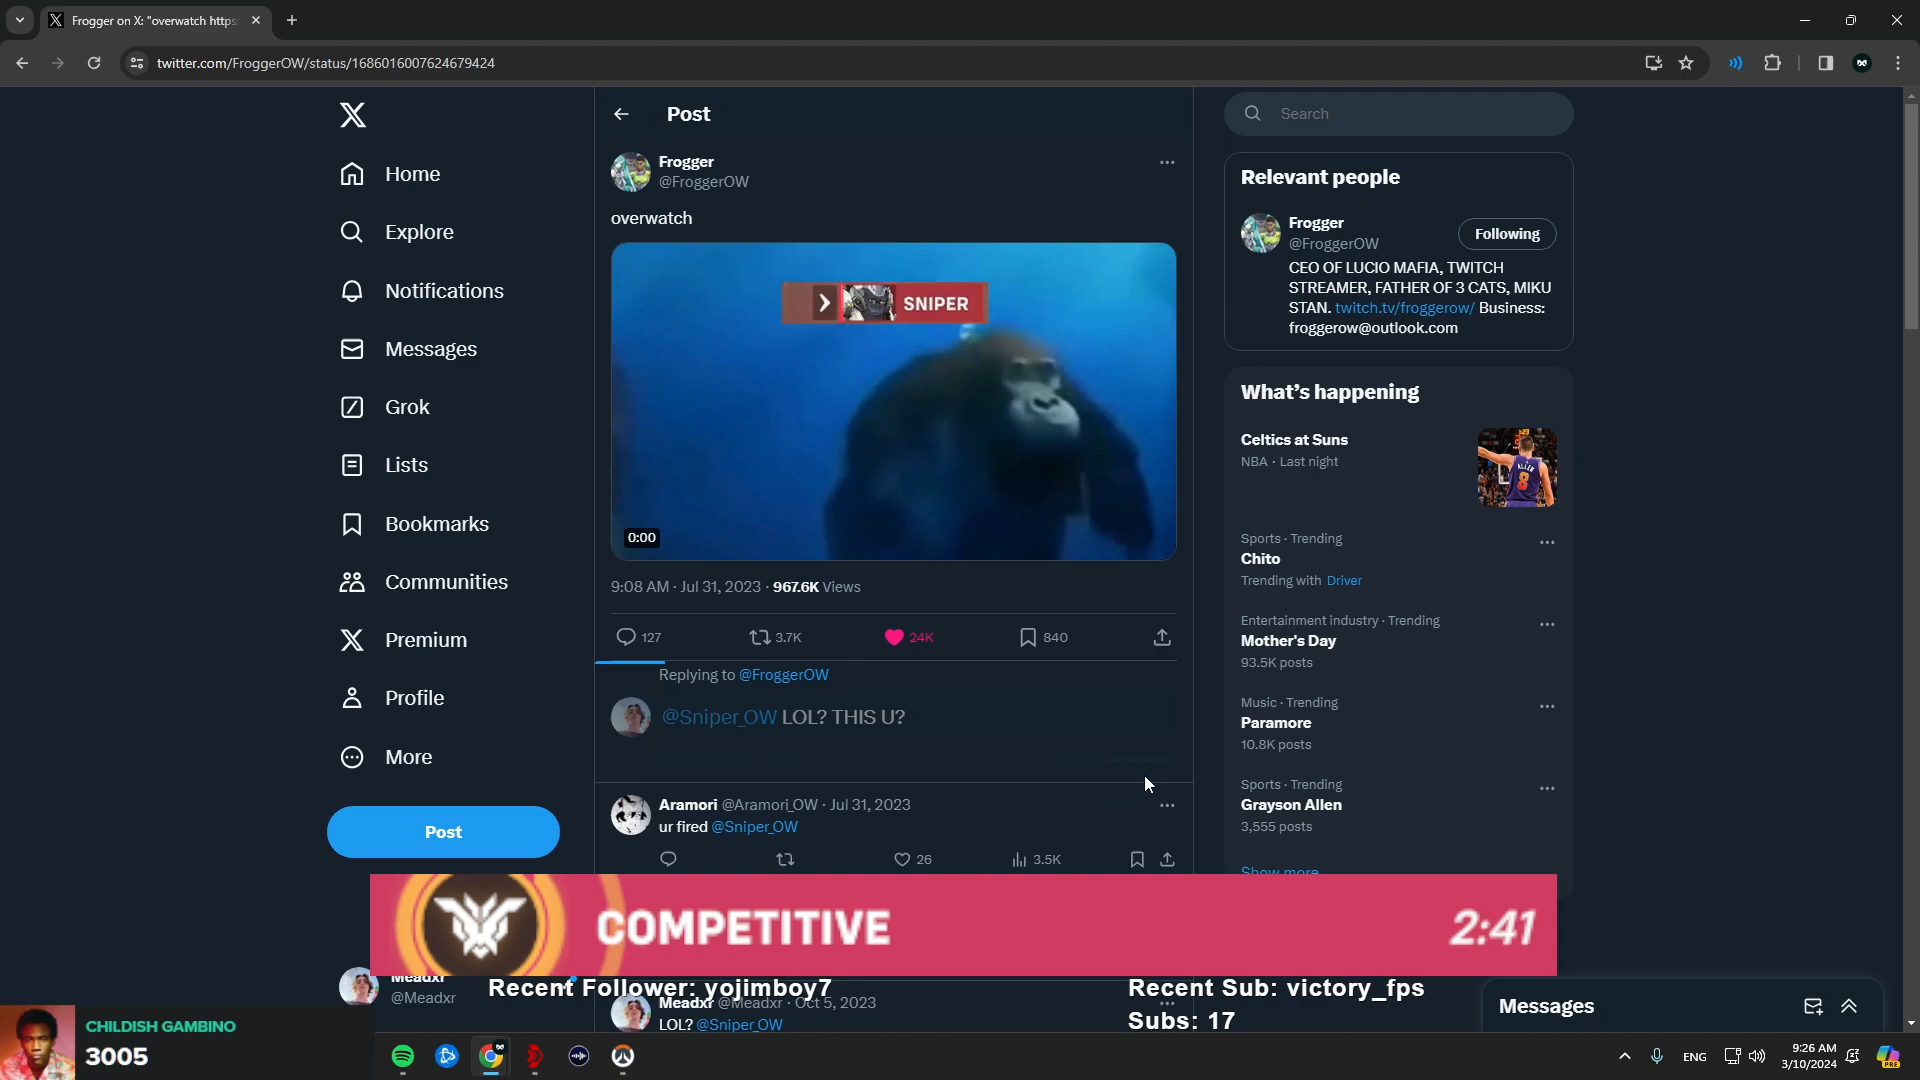 Frogger on X: "overwatch https:
twitter.com/FroggerOW/status/1686016007624679424
Home
Explore
Notifications
Messages
Grok
Lists
Bookmarks
Communities
Premium
Profile
More
Post
Meadxr
@Meadxr
Post
Frogger
@FroggerOW
overwatch
SNIPER
0:00
9:08 AM · Jul 31, 2023 · 967.6K Views
127 3.7K 24K 840
Replying to @FroggerOW
@Sniper_OW LOL? THIS U?
Aramori @Aramori_OW · Jul 31, 2023
ur fired @Sniper_OW
26 3.5K
Meadxr @Meadxr · Oct 5, 2023
LOL? @Sniper_OW
Search
Relevant people
Frogger
@FroggerOW
Following
CEO OF LUCIO MAFIA, TWITCH
STREAMER, FATHER OF 3 CATS, MIKU
STAN. twitch.tv/froggerow/ Business:
froggerow@outlook.com
What's happening
Celtics at Suns
NBA · Last night
ALLEN
8
Sports · Trending
Chito
Trending with Driver
Entertainment industry · Trending
Mother's Day
93.5K posts
Music · Trending
Paramore
10.8K posts
Sports · Trending
Grayson Allen
3,555 posts
Show more
COMPETITIVE 2:41
Recent Follower: yojimboy7
Recent Sub: victory_fps
Subs: 17
Messages
CHILDISH GAMBINO
3005
ENG
9:26 AM
3/10/2024
PRE